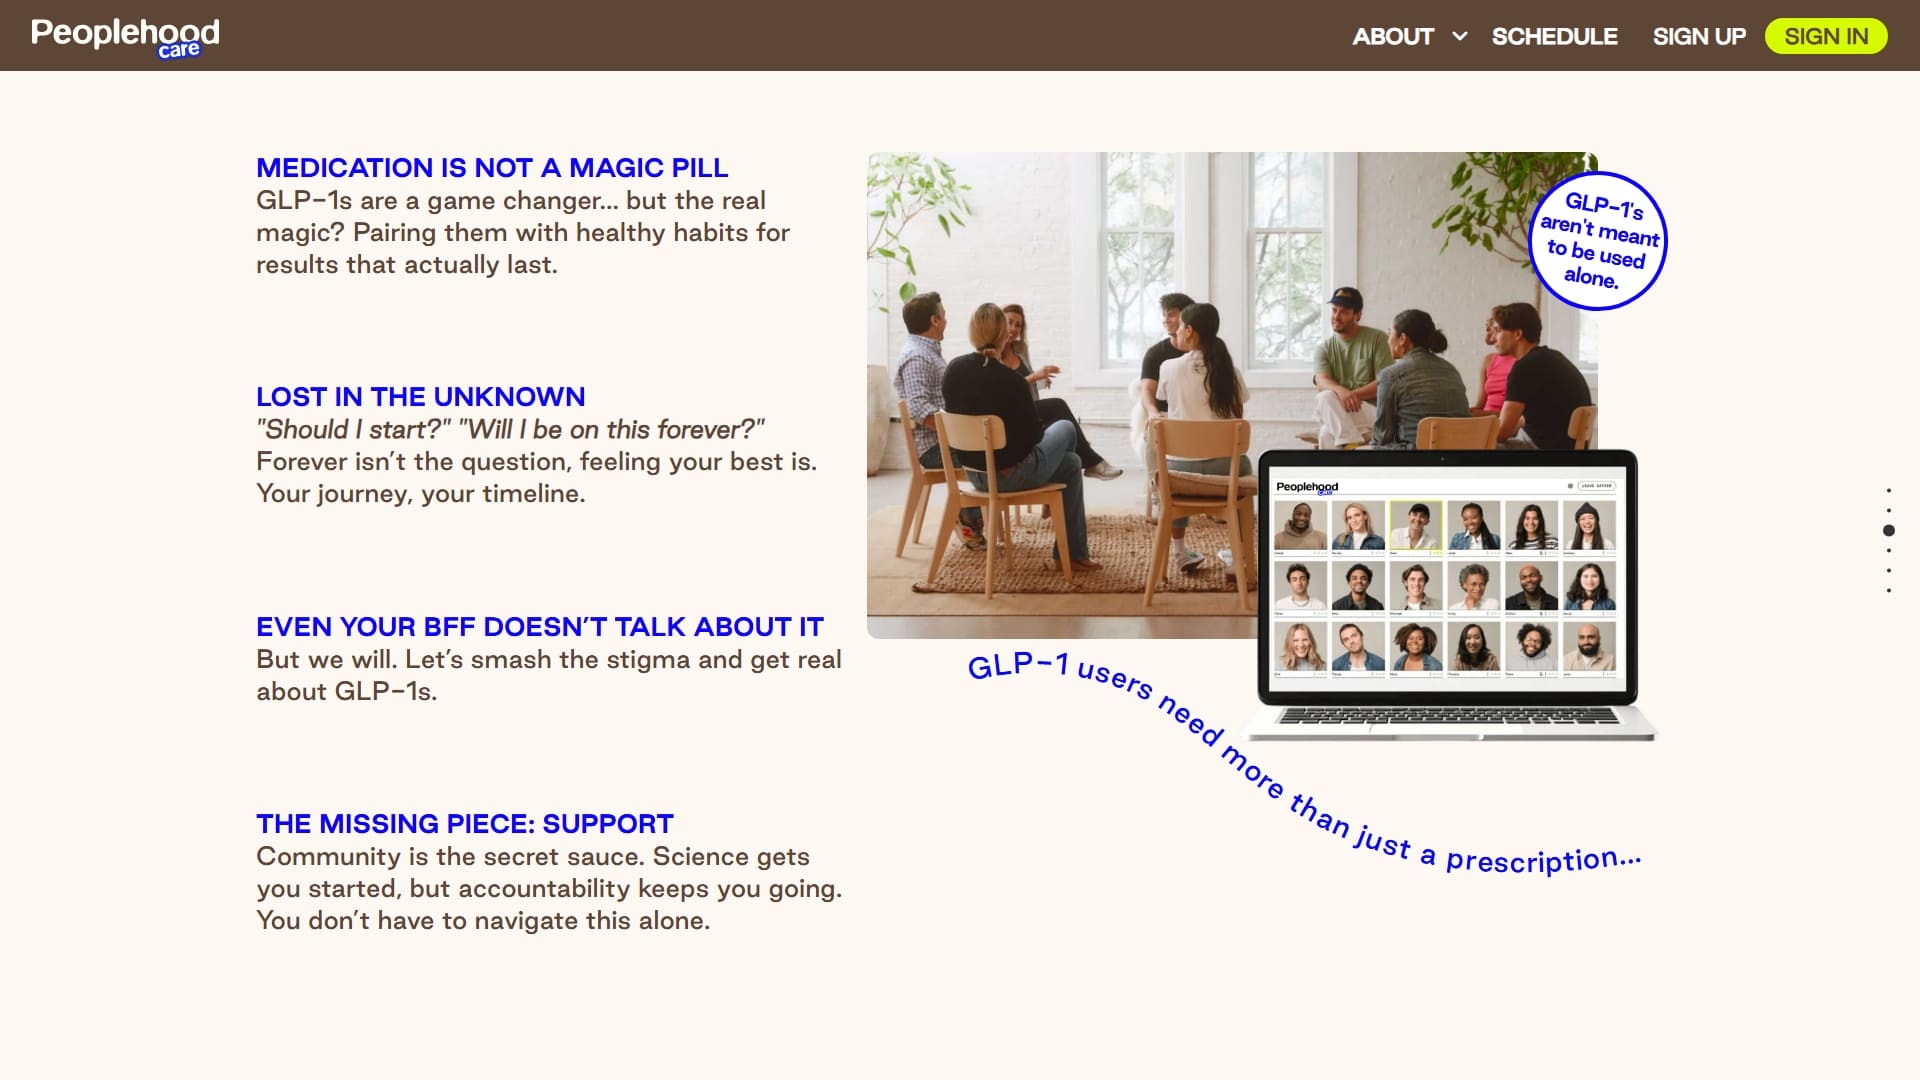 Peoplehood
care
ABOUT
SCHEDULE
SIGN UP
SIGN IN
MEDICATION IS NOT A MAGIC PILL
GLP-1s are a game changer... but the real
magic? Pairing them with healthy habits for
results that actually last.
LOST IN THE UNKNOWN
"Should I start?" "Will I be on this forever?"
Forever isn’t the question, feeling your best is.
Your journey, your timeline.
EVEN YOUR BFF DOESN’T TALK ABOUT IT
But we will. Let’s smash the stigma and get real
about GLP-1s.
THE MISSING PIECE: SUPPORT
Community is the secret sauce. Science gets
you started, but accountability keeps you going.
You don’t have to navigate this alone.
GLP-1's
aren't meant
to be used
alone.
Peoplehood
care
LEAVE GATHER
GLP-1 users need more than just a prescription...